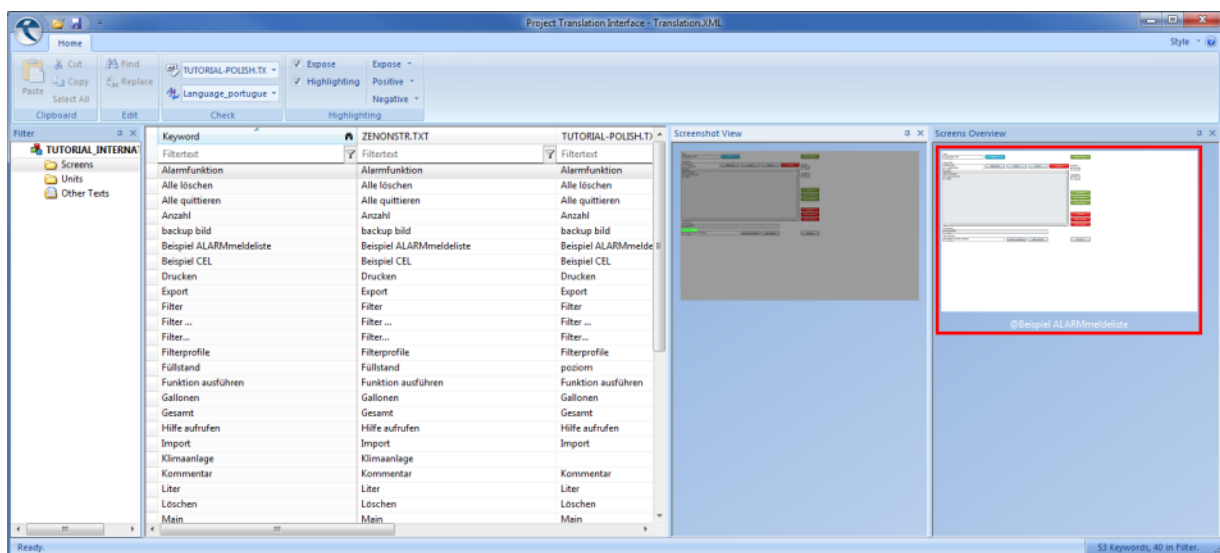 Project Translation Interface - Translation.XML
Home
Style
Paste
Cut
Copy
Select All
Find
Replace
TUTORIAL-POLISH.TX
Language_portugue
Expose
Highlighting
Expose
Positive
Negative
Clipboard
Edit
Check
Highlighting
Filter
TUTORIAL_INTERNA
Screens
Units
Other Texts
Keyword ZENONSTR.TXT TUTORIAL-POLISH.T
Filtertext Filtertext Filtertext
Alarmfunktion Alarmfunktion Alarmfunktion
Alle löschen Alle löschen Alle löschen
Alle quittieren Alle quittieren Alle quittieren
Anzahl Anzahl Anzahl
backup bild backup bild backup bild
Beispiel ALARMmeldeliste Beispiel ALARMmeldeliste Beispiel ALARMmelde
Beispiel CEL Beispiel CEL Beispiel CEL
Drucken Drucken Drucken
Export Export Export
Filter Filter Filter
Filter ... Filter ... Filter ...
Filter... Filter... Filter...
Filterprofile Filterprofile Filterprofile
Füllstand Füllstand poziom
Funktion ausführen Funktion ausführen Funktion ausführen
Gallonen Gallonen Gallonen
Gesamt Gesamt Gesamt
Hilfe aufrufen Hilfe aufrufen Hilfe aufrufen
Import Import Import
Klimaanlage Klimaanlage
Kommentar Kommentar Kommentar
Liter Liter Liter
Löschen Löschen Löschen
Main Main Main
Screenshot View
Screens Overview
@Beispiel ALARMmeldeliste
Ready.
53 Keywords, 40 in Filter.